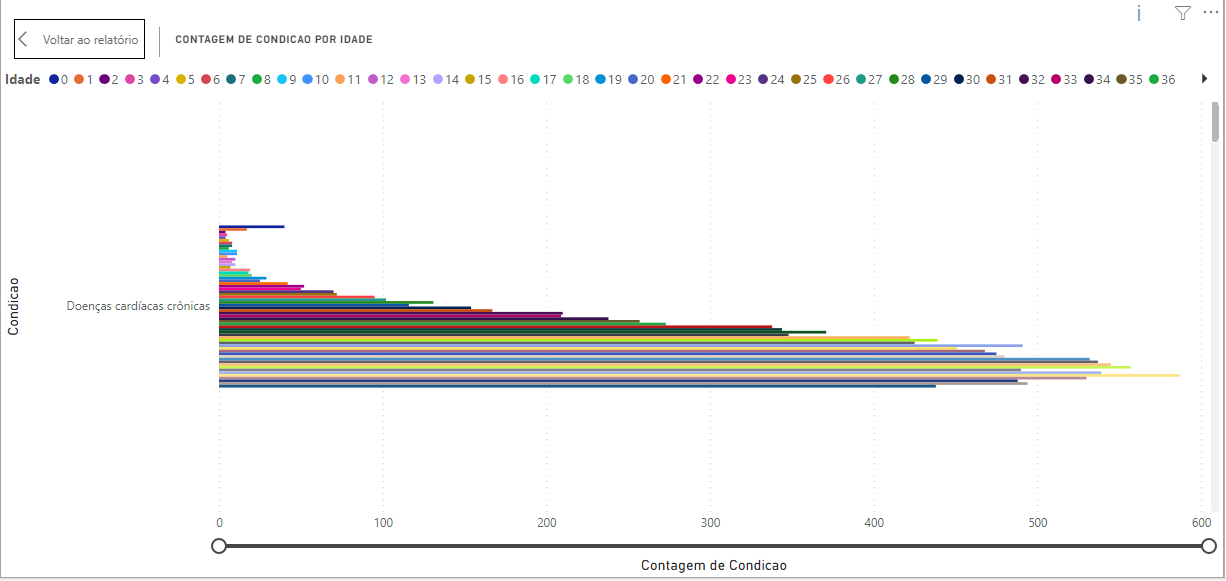 Voltar ao relatório CONTAGEM DE CONDICAO POR IDADE
Idade 0 1 2 3 4 5 6 7 8 9 10 11 12 13 14 15 16 17 18 19 20 21 22 23 24 25 26 27 28 29 30 31 32 33 34 35 36
Condicao
Doenças cardíacas crônicas
0 100 200 300 400 500 600
Contagem de Condicao